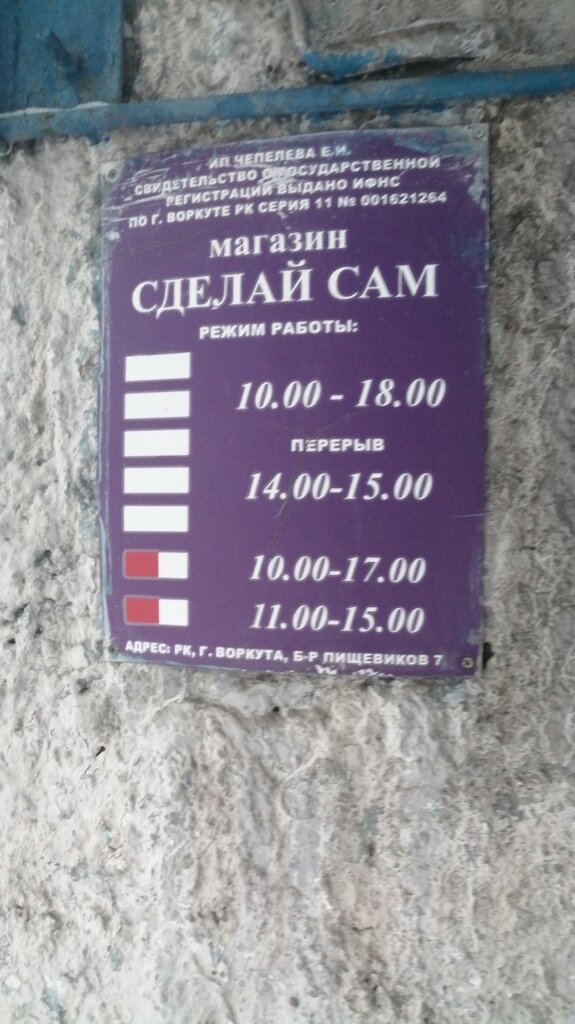 ИП ЧЕПЕЛЕВА Е.И.
СВИДЕТЕЛЬСТВО О ГОСУДАРСТВЕННОЙ
РЕГИСТРАЦИЙ ВЫДАНО ИФНС
ПО Г. ВОРКУТЕ РК СЕРИЯ 11 № 001621264
магазин
СДЕЛАЙ САМ
РЕЖИМ РАБОТЫ:
10.00 - 18.00
ПЕРЕРЫВ
14.00-15.00
10.00-17.00
11.00-15.00
АДРЕС: РК, Г. ВОРКУТА, Б-Р ПИЩЕВИКОВ 7